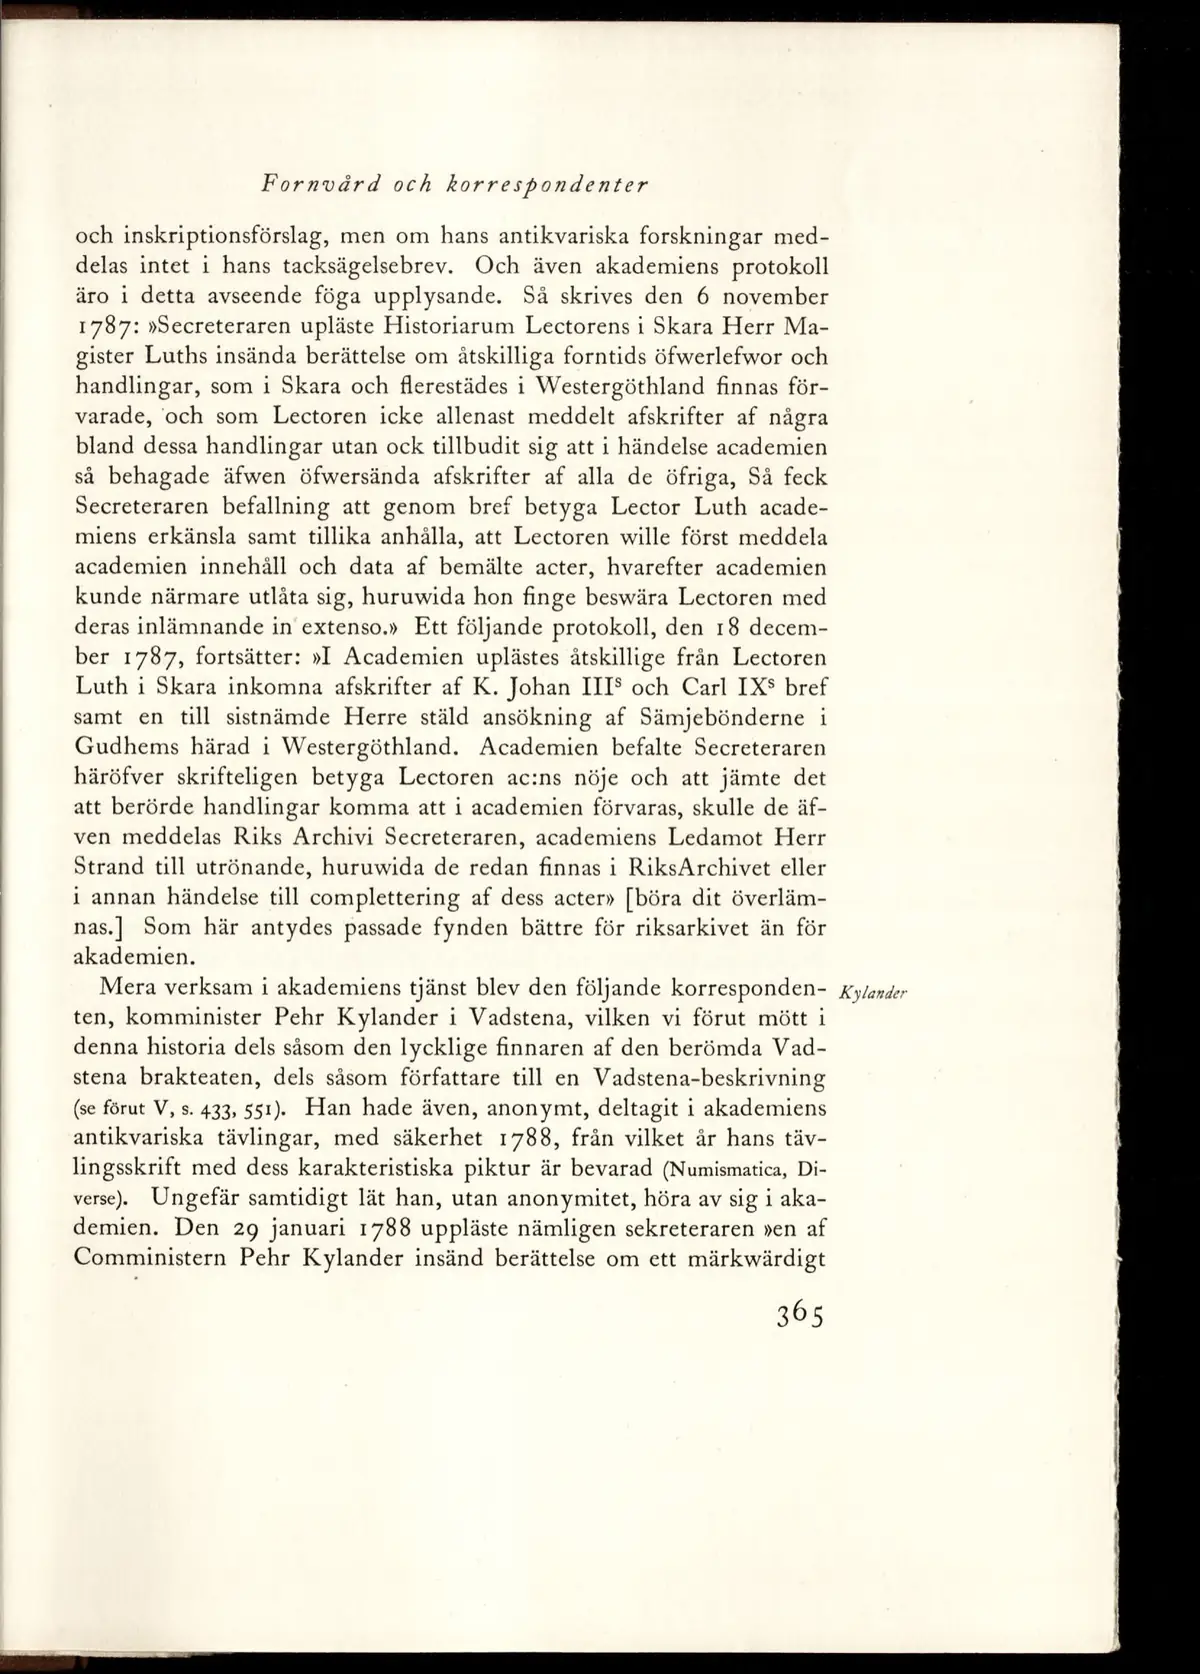 Fornvård och korrespondenter
och inskriptionsförslag, men om hans antikvariska forskningar med-
delas intet i hans tacksägelsebrev. Och även akademiens protokoll
äro i detta avseende föga upplysande. Så skrives den 6 november
1787: »Secreteraren upläste Historiarum Lectorens i Skara Herr Ma-
gister Luths insända berättelse om åtskilliga forntids öfwerlefwor och
handlingar, som i Skara och flerestädes i Westergöthland finnas för-
varade, och som Lectoren icke allenast meddelt afskrifter af några
bland dessa handlingar utan ock tillbudit sig att i händelse academien
så behagade äfwen öfwersända afskrifter af alla de öfriga, Så feck
Secreteraren befallning att genom bref betyga Lector Luth acade-
miens erkänsla samt tillika anhålla, att Lectoren wille först meddela
academien innehåll och data af bemälte acter, hvarefter academien
kunde närmare utlåta sig, huruwida hon finge beswära Lectoren med
deras inlämnande in extenso.» Ett följande protokoll, den 18 decem-
ber 1787, fortsätter: »I Academien uplästes åtskillige från Lectoren
Luth i Skara inkomna afskrifter af K. Johan IIIˢ och Carl IXˢ bref
samt en till sistnämde Herre stäld ansökning af Sämjebönderne i
Gudhems härad i Westergöthland. Academien befalte Secreteraren
häröfver skrifteligen betyga Lectoren ac:ns nöje och att jämte det
att berörde handlingar komma att i academien förvaras, skulle de äf-
ven meddelas Riks Archivi Secreteraren, academiens Ledamot Herr
Strand till utrönande, huruwida de redan finnas i RiksArchivet eller
i annan händelse till complettering af dess acter» [böra dit överläm-
nas.] Som här antydes passade fynden bättre för riksarkivet än för
akademien.
Mera verksam i akademiens tjänst blev den följande korresponden-
Kylander
ten, komminister Pehr Kylander i Vadstena, vilken vi förut mött i
denna historia dels såsom den lycklige finnaren af den berömda Vad-
stena brakteaten, dels såsom författare till en Vadstena-beskrivning
(se förut V, s. 433, 551). Han hade även, anonymt, deltagit i akademiens
antikvariska tävlingar, med säkerhet 1788, från vilket år hans täv-
lingsskrift med dess karakteristiska piktur är bevarad (Numismatica, Di-
verse). Ungefär samtidigt lät han, utan anonymitet, höra av sig i aka-
demien. Den 29 januari 1788 uppläste nämligen sekreteraren »en af
Comministern Pehr Kylander insänd berättelse om ett märkwärdigt
365